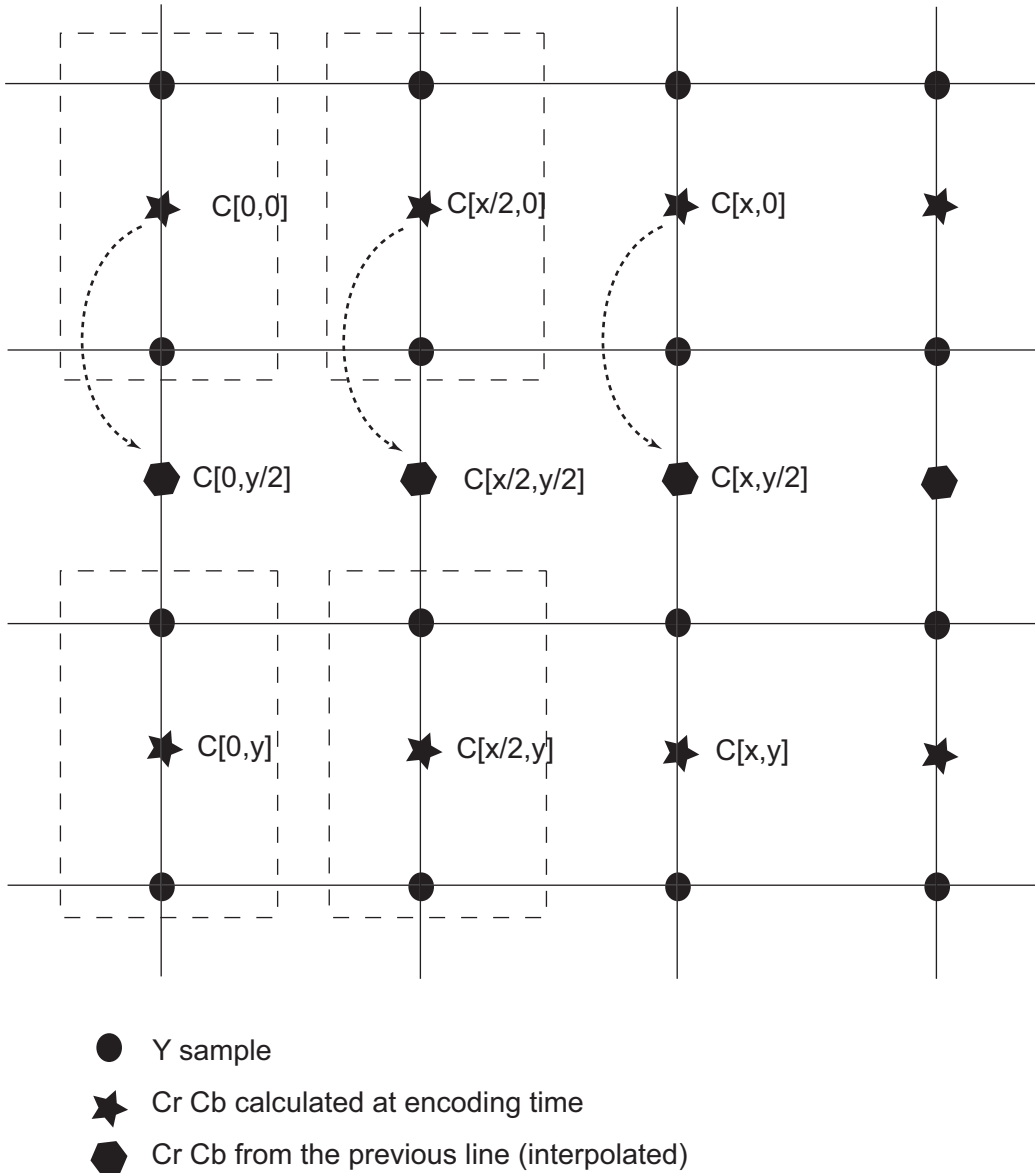 C[0,0]
C[x/2,0]
C[x,0]
C[0,y/2]
C[x/2,y/2]
C[x,y/2]
C[0,y]
C[x/2,y]
C[x,y]
Y sample
Cr Cb calculated at encoding time
Cr Cb from the previous line (interpolated)